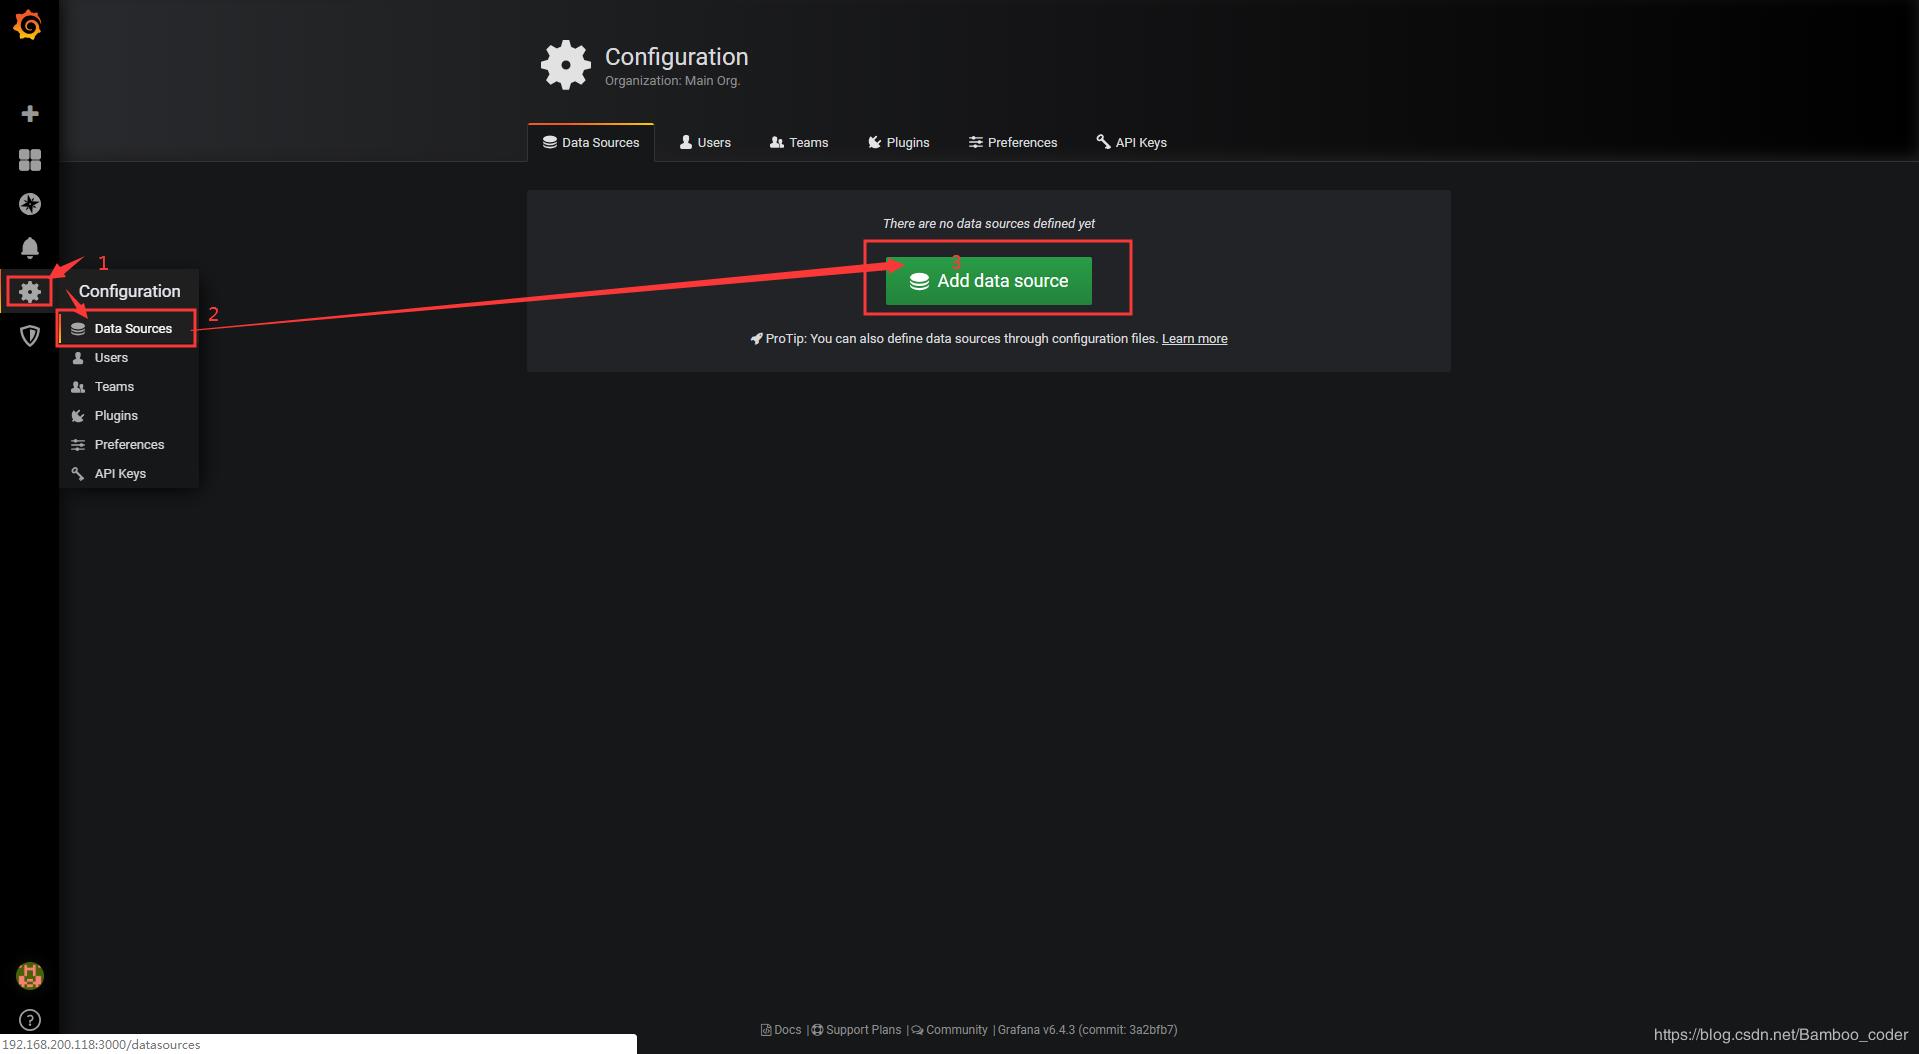 Configuration
Organization: Main Org.
Data Sources Users Teams Plugins Preferences API Keys
There are no data sources defined yet
3
Add data source
ProTip: You can also define data sources through configuration files. Learn more
1
Configuration
2
Data Sources
Users
Teams
Plugins
Preferences
API Keys
Docs | Support Plans | Community | Grafana v6.4.3 (commit: 3a2bfb7)
https://blog.csdn.net/Bamboo_coder
192.168.200.118:3000/datasources